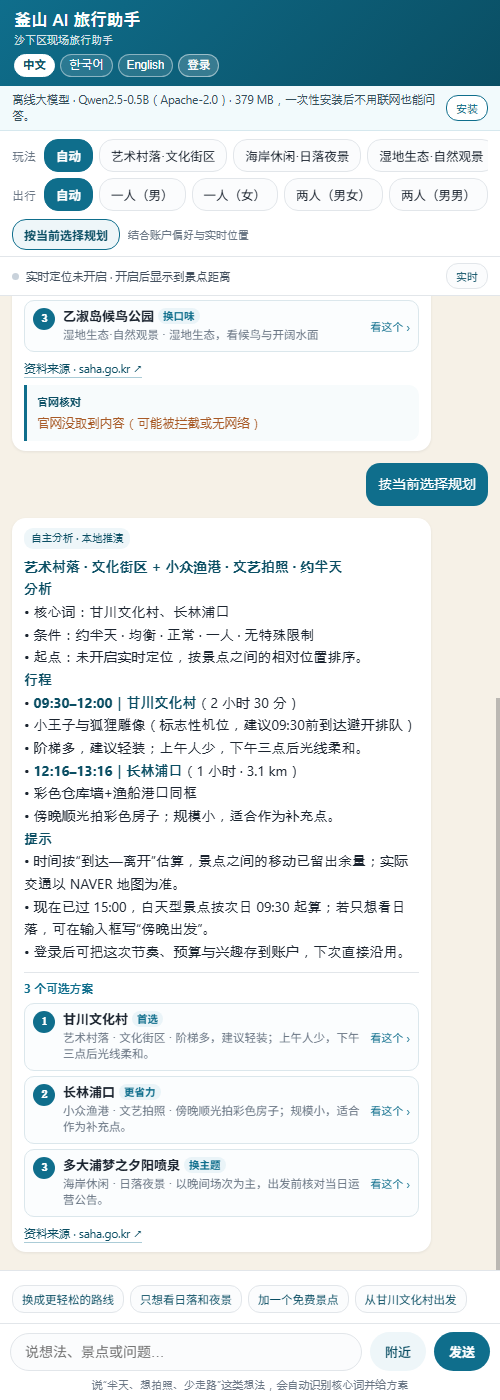 釜山 AI 旅行助手
沙下区现场旅行助手
中文 한국어 English 登录
离线大模型 · Qwen2.5-0.5B（Apache-2.0）· 379 MB，一次性安装后不用联网也能问
答。
安装
玩法 自动 艺术村落·文化街区 海岸休闲·日落夜景 湿地生态·自然观景
出行 自动 一人（男） 一人（女） 两人（男女） 两人（男男）
按当前选择规划 结合账户偏好与实时位置
实时定位未开启 · 开启后显示到景点距离 实时
3 乙淑岛候鸟公园 换口味
湿地生态·自然观景 · 湿地生态，看候鸟与开阔水面
看这个 ›
资料来源 · saha.go.kr ↗
官网核对
官网没取到内容（可能被拦截或无网络）
按当前选择规划
自主分析 · 本地推演
艺术村落 · 文化街区 + 小众渔港 · 文艺拍照 · 约半天
分析
• 核心词：甘川文化村、长林浦口
• 条件：约半天 · 均衡 · 正常 · 一人 · 无特殊限制
• 起点：未开启实时定位，按景点之间的相对位置排序。
行程
• 09:30–12:00｜甘川文化村（2 小时 30 分）
• 小王子与狐狸雕像（标志性机位，建议09:30前到达避开排队）
• 阶梯多，建议轻装；上午人少，下午三点后光线柔和。
• 12:16–13:16｜长林浦口（1 小时 · 3.1 km）
• 彩色仓库墙+渔船港口同框
• 傍晚顺光拍彩色房子；规模小，适合作为补充点。
提示
• 时间按“到达—离开”估算，景点之间的移动已留出余量；实际
交通以 NAVER 地图为准。
• 现在已过 15:00，白天型景点按次日 09:30 起算；若只想看日
落，可在输入框写“傍晚出发”。
• 登录后可把这次节奏、预算与兴趣存到账户，下次直接沿用。
3 个可选方案
1 甘川文化村 首选
艺术村落 · 文化街区 · 阶梯多，建议轻装；上午人少，下午
三点后光线柔和。
看这个 ›
2 长林浦口 更省力
小众渔港 · 文艺拍照 · 傍晚顺光拍彩色房子；规模小，适合
作为补充点。
看这个 ›
3 多大浦梦之夕阳喷泉 换主题
海岸休闲 · 日落夜景 · 以晚间场次为主，出发前核对当日运
营公告。
看这个 ›
资料来源 · saha.go.kr ↗
换成更轻松的路线 只想看日落和夜景 加一个免费景点 从甘川文化村出发
说想法、景点或问题... 附近 发送
说“半天、想拍照、少走路”这类想法，会自动识别核心词并给方案